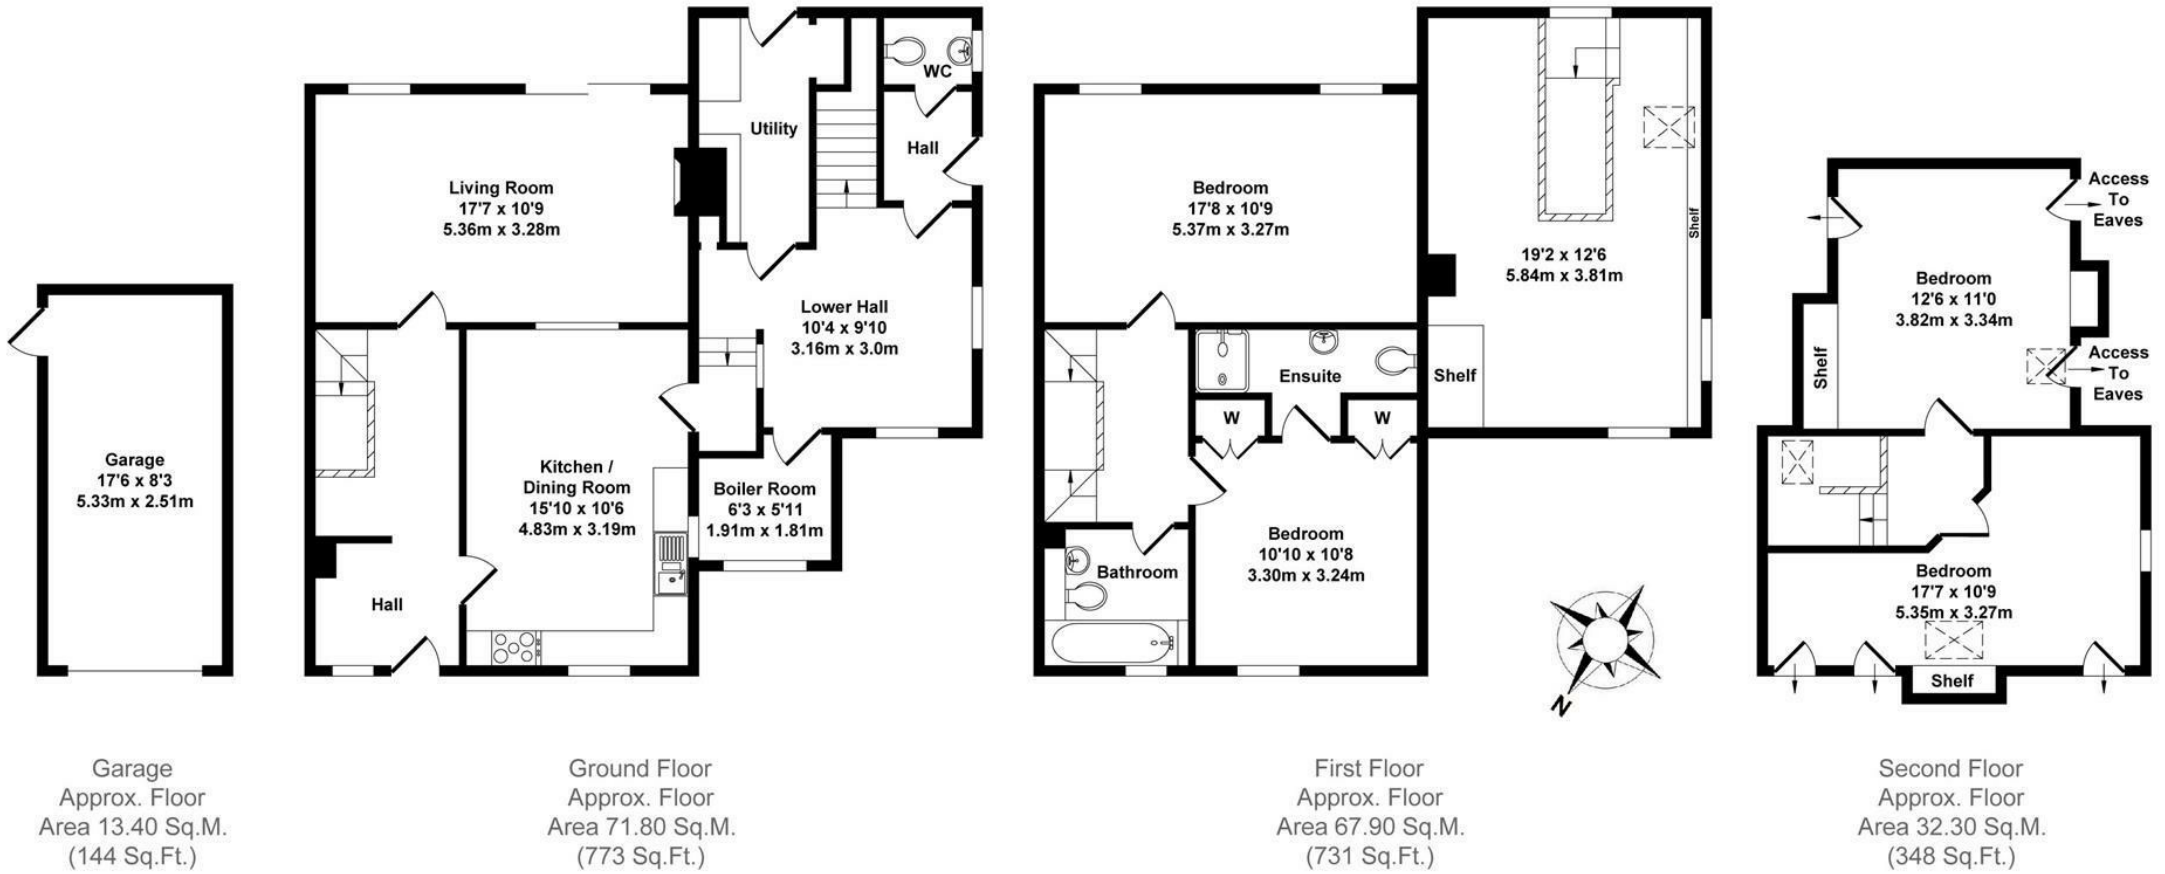 Garage
17'6 x 8'3
5.33m x 2.51m
Living Room
17'7 x 10'9
5.36m x 3.28m
Utility
WC
Hall
Lower Hall
10'4 x 9'10
3.16m x 3.0m
Kitchen /
Dining Room
15'10 x 10'6
4.83m x 3.19m
Boiler Room
6'3 x 5'11
1.91m x 1.81m
Hall
Bedroom
17'8 x 10'9
5.37m x 3.27m
19'2 x 12'6
5.84m x 3.81m
Shelf
Shelf
Ensuite
W
W
Bedroom
10'10 x 10'8
3.30m x 3.24m
Bathroom
N
Access
To
Eaves
Bedroom
12'6 x 11'0
3.82m x 3.34m
Shelf
Access
To
Eaves
Bedroom
17'7 x 10'9
5.35m x 3.27m
Shelf
Garage
Approx. Floor
Area 13.40 Sq.M.
(144 Sq.Ft.)
Ground Floor
Approx. Floor
Area 71.80 Sq.M.
(773 Sq.Ft.)
First Floor
Approx. Floor
Area 67.90 Sq.M.
(731 Sq.Ft.)
Second Floor
Approx. Floor
Area 32.30 Sq.M.
(348 Sq.Ft.)